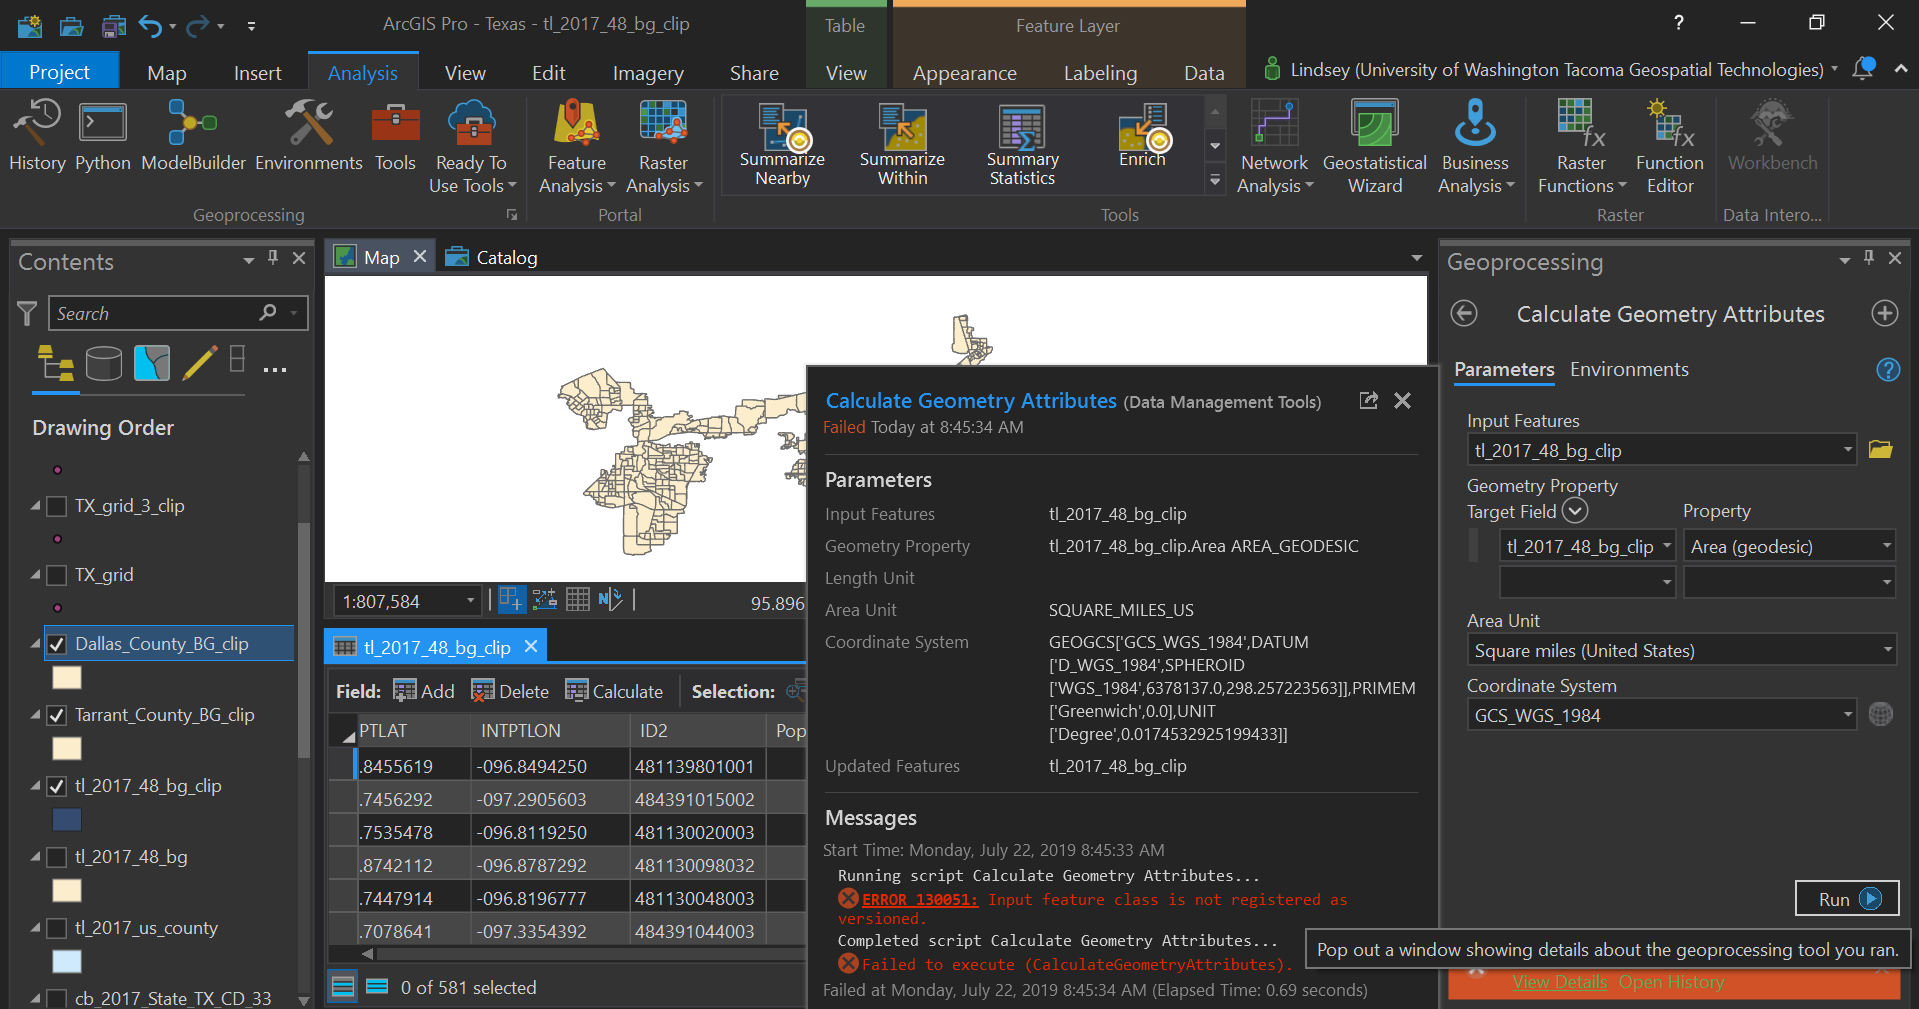 ArcGIS Pro - Texas - tl_2017_48_bg_clip
Table
Feature Layer
?
Project
Map
Insert
Analysis
View
Edit
Imagery
Share
View
Appearance
Labeling
Data
Lindsey (University of Washington Tacoma Geospatial Technologies)
History
Python
ModelBuilder
Environments
Tools
Ready To
Use Tools
Feature
Analysis
Raster
Analysis
Summarize
Nearby
Summarize
Within
Summary
Statistics
Enrich
Network
Analysis
Geostatistical
Wizard
Business
Analysis
Raster
Functions
Function
Editor
Workbench
Geoprocessing
Portal
Tools
Raster
Data Intero...
Contents
Search
Drawing Order
TX_grid_3_clip
TX_grid
Dallas_County_BG_clip
Tarrant_County_BG_clip
tl_2017_48_bg_clip
tl_2017_48_bg
tl_2017_us_county
cb_2017_State_TX_CD_33
Map
Catalog
1:807,584
95.896
tl_2017_48_bg_clip
Field: Add Delete Calculate Selection:
PTLAT INTPTLON ID2 Pop
.8455619 -096.8494250 481139801001
.7456292 -097.2905603 484391015002
.7535478 -096.8119250 481130020003
.8742112 -096.8787292 481130098032
.7447914 -096.8196777 481130048003
.7078641 -097.3354392 484391044003
0 of 581 selected
Calculate Geometry Attributes (Data Management Tools)
Failed Today at 8:45:34 AM
Parameters
Input Features tl_2017_48_bg_clip
Geometry Property tl_2017_48_bg_clip.Area AREA_GEODESIC
Length Unit
Area Unit SQUARE_MILES_US
Coordinate System GEOGCS['GCS_WGS_1984',DATUM
['D_WGS_1984',SPHEROID
['WGS_1984',6378137.0,298.257223563]],PRIMEM
['Greenwich',0.0],UNIT
['Degree',0.0174532925199433]]
Updated Features tl_2017_48_bg_clip
Messages
Start Time: Monday, July 22, 2019 8:45:33 AM
Running script Calculate Geometry Attributes...
ERROR 130051: Input feature class is not registered as
versioned.
Completed script Calculate Geometry Attributes...
Failed to execute (CalculateGeometryAttributes).
Failed at Monday, July 22, 2019 8:45:34 AM (Elapsed Time: 0.69 seconds)
Geoprocessing
Calculate Geometry Attributes
Parameters Environments
?
Input Features
tl_2017_48_bg_clip
Geometry Property
Target Field
Property
tl_2017_48_bg_clip
Area (geodesic)
Area Unit
Square miles (United States)
Coordinate System
GCS_WGS_1984
Run
Pop out a window showing details about the geoprocessing tool you ran.
View Details Open History